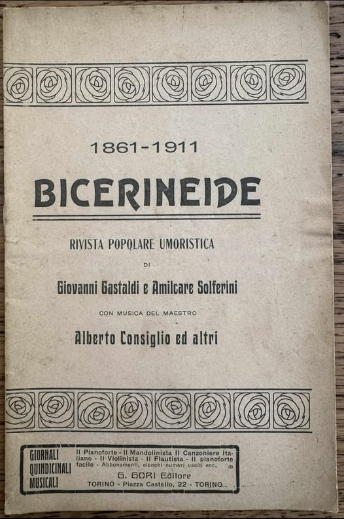 1861-1911
BICERINEIDE
RIVISTA POPOLARE UMORISTICA
DI
Giovanni Gastaldi e Amilcare Solferini
CON MUSICA DEL MAESTRO
Alberto Consiglio ed altri
GIORNALI
QUINDICINALI
MUSICALI
Il Pianoforte - Il Mandolinista Il Canzoniere Ita-
liano - Il Violinista - Il Flautista - Il pianoforte
facile - Abbonamenti, elenchi numeri usciti ecc.
G. GORI Editore
TORINO - Piazza Castello, 22 - TORINO